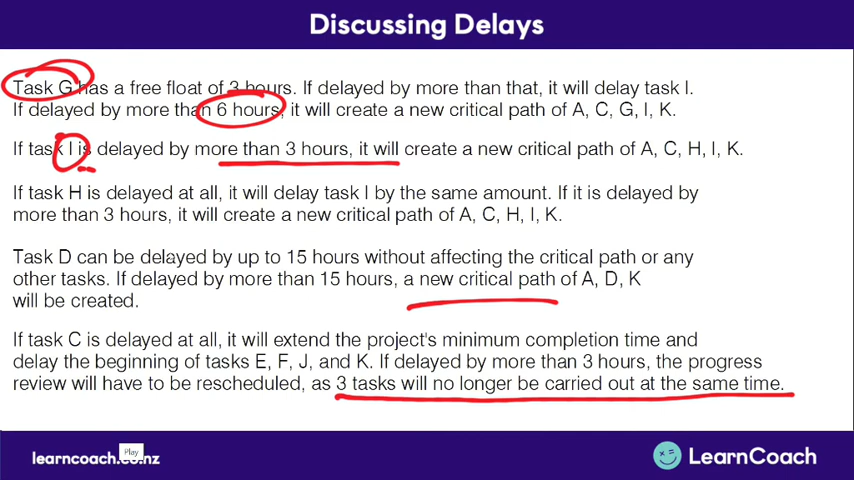 Discussing Delays
Task G has a free float of 3 hours. If delayed by more than that, it will delay task I.
If delayed by more than 6 hours, it will create a new critical path of A, C, G, I, K.
If task I is delayed by more than 3 hours, it will create a new critical path of A, C, H, I, K.
If task H is delayed at all, it will delay task I by the same amount. If it is delayed by
more than 3 hours, it will create a new critical path of A, C, H, I, K.
Task D can be delayed by up to 15 hours without affecting the critical path or any
other tasks. If delayed by more than 15 hours, a new critical path of A, D, K
will be created.
If task C is delayed at all, it will extend the project's minimum completion time and
delay the beginning of tasks E, F, J, and K. If delayed by more than 3 hours, the progress
review will have to be rescheduled, as 3 tasks will no longer be carried out at the same time.
Play
learncoach.co.nz
LearnCoach